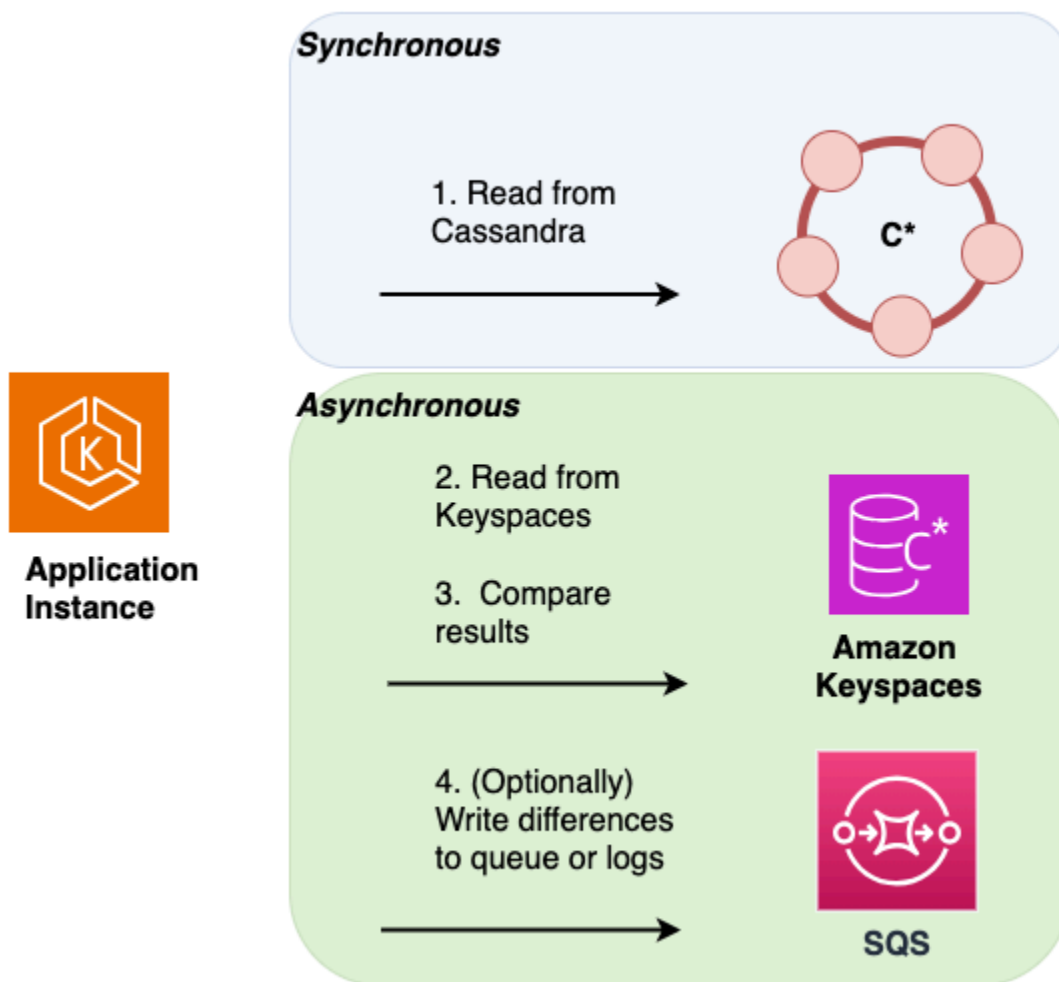 Synchronous
1. Read from
Cassandra
C*
Asynchronous
K
Application
Instance
2. Read from
Keyspaces
3.  Compare
results
C*
Amazon
Keyspaces
4. (Optionally)
Write differences
to queue or logs
SQS